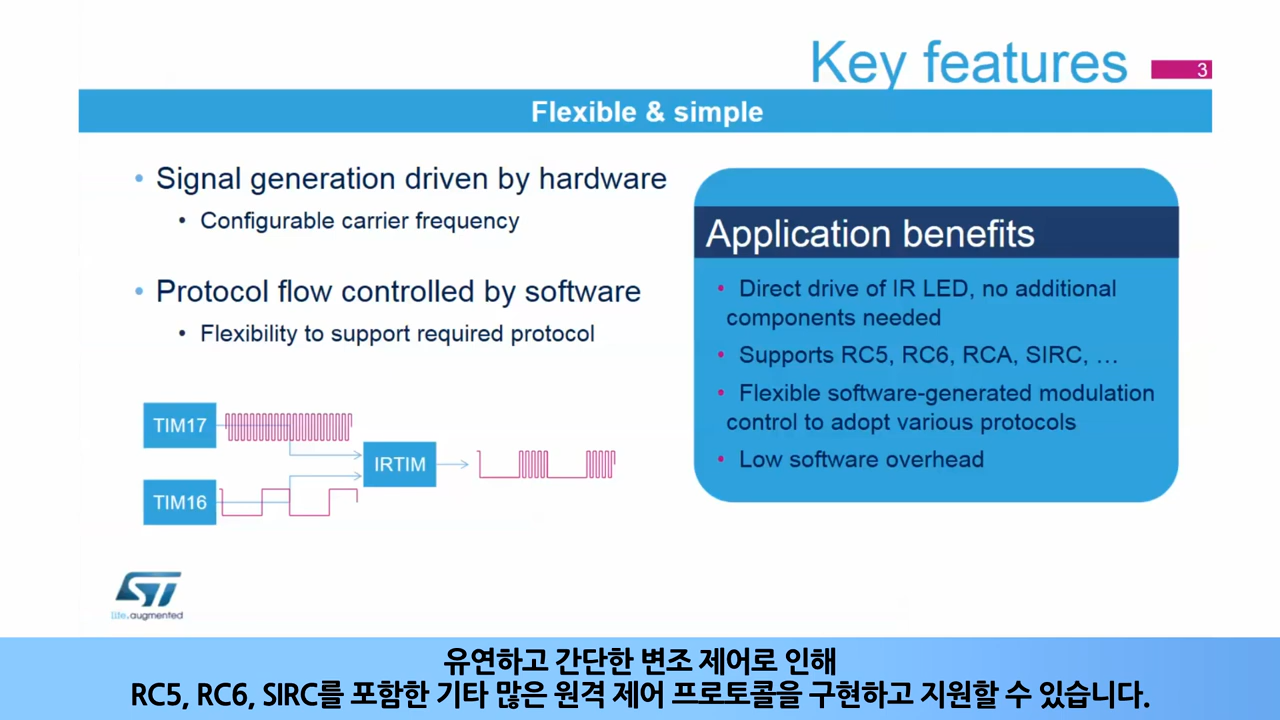 Key features
3
Flexible & simple
• Signal generation driven by hardware
• Configurable carrier frequency
• Protocol flow controlled by software
• Flexibility to support required protocol
TIM17
IRTIM
TIM16
Application benefits
• Direct drive of IR LED, no additional
components needed
• Supports RC5, RC6, RCA, SIRC, …
• Flexible software-generated modulation
control to adopt various protocols
• Low software overhead
ST
life.augmented
유연하고 간단한 변조 제어로 인해
RC5, RC6, SIRC를 포함한 기타 많은 원격 제어 프로토콜을 구현하고 지원할 수 있습니다.